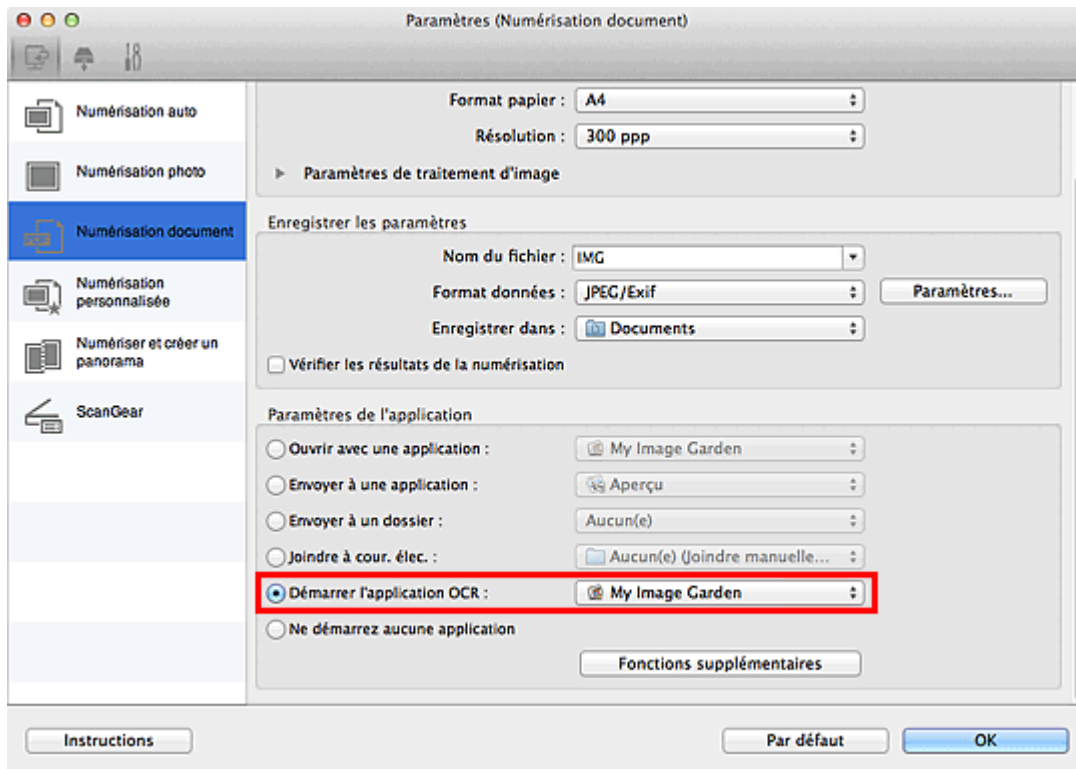 Paramètres (Numérisation document)
Numérisation auto
Numérisation photo
PDF
Numérisation document
Numérisation
personnalisée
Numériser et créer un
panorama
ScanGear
Format papier : A4
Résolution : 300 ppp
Paramètres de traitement d'image
Enregistrer les paramètres
Nom du fichier : IMG
Format données : JPEG/Exif Paramètres...
Enregistrer dans : Documents
Vérifier les résultats de la numérisation
Paramètres de l'application
Ouvrir avec une application : My Image Garden
Envoyer à une application : Aperçu
Envoyer à un dossier : Aucun(e)
Joindre à cour. élec. : Aucun(e) (Joindre manuelle...
Démarrer l'application OCR : My Image Garden
Ne démarrez aucune application
Fonctions supplémentaires
Instructions Par défaut OK